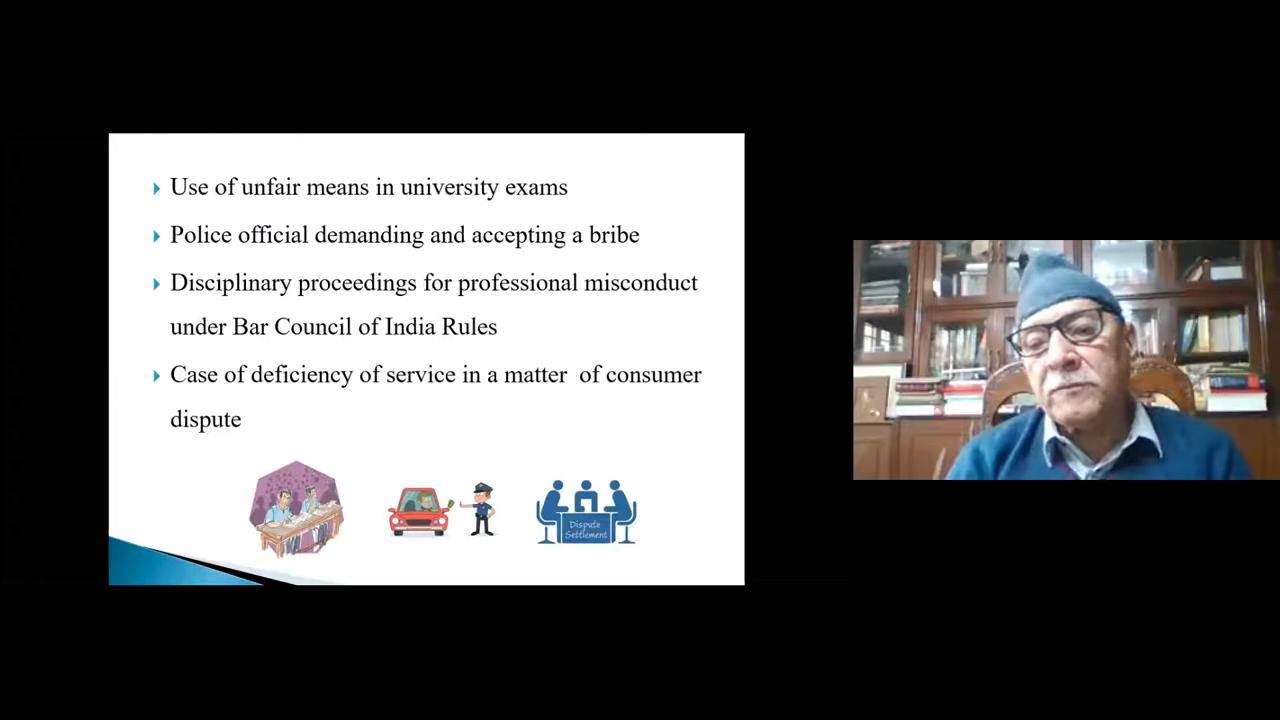 Use of unfair means in university exams
Police official demanding and accepting a bribe
Disciplinary proceedings for professional misconduct
under Bar Council of India Rules
Case of deficiency of service in a matter of consumer
dispute
Dispute
Settlement